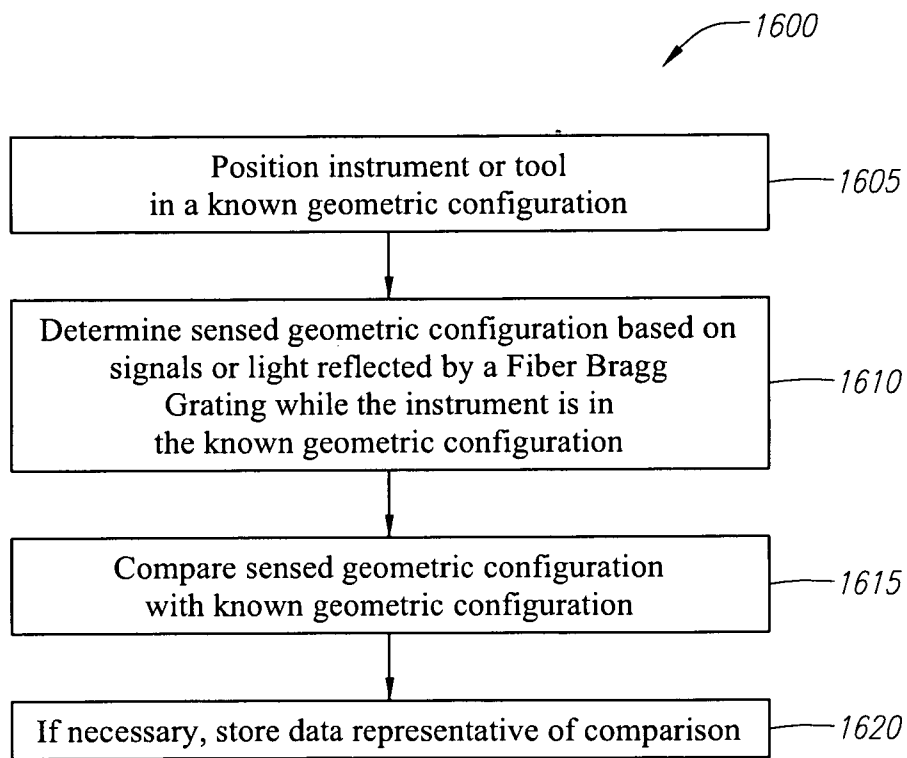 1600
Position instrument or tool
in a known geometric configuration
1605
Determine sensed geometric configuration based on
signals or light reflected by a Fiber Bragg
Grating while the instrument is in
the known geometric configuration
1610
Compare sensed geometric configuration
with known geometric configuration
1615
If necessary, store data representative of comparison
1620